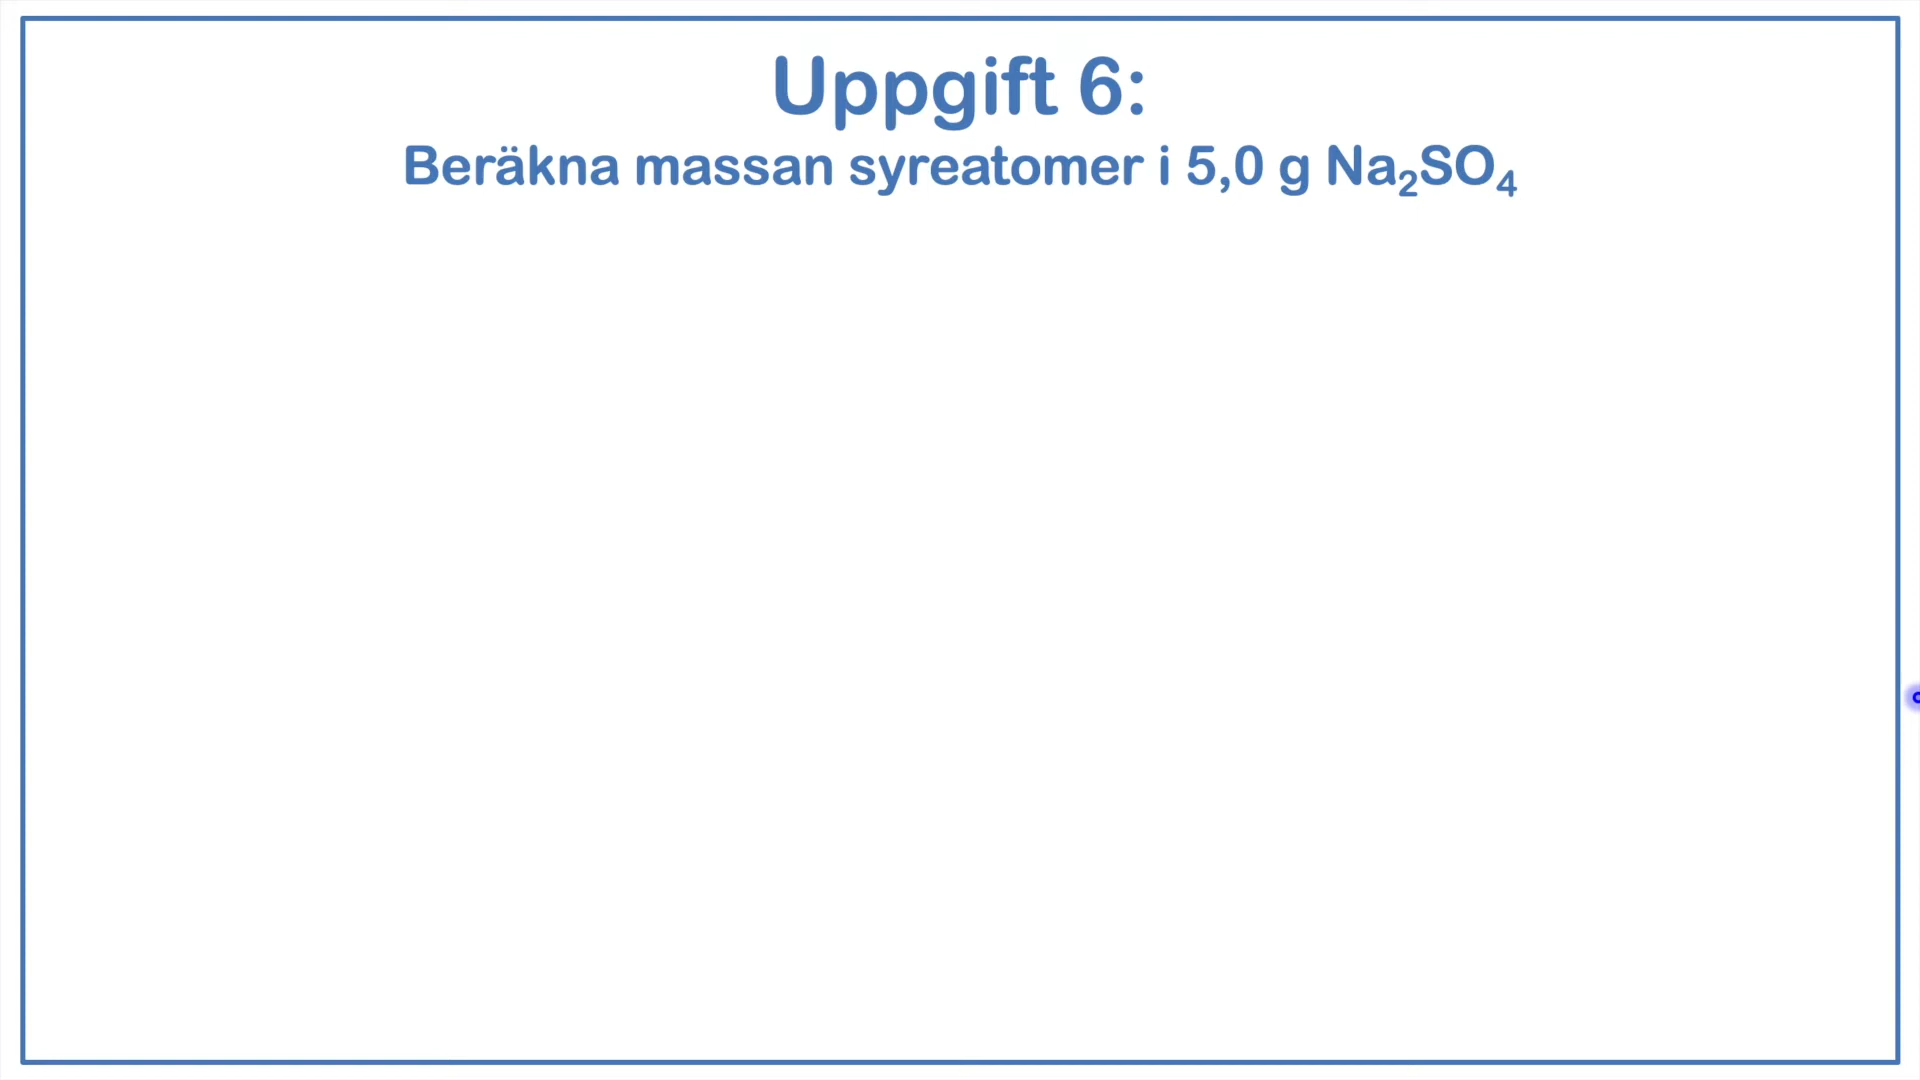 Uppgift 6:
Beräkna massan syreatomer i 5,0 g Na₂SO₄